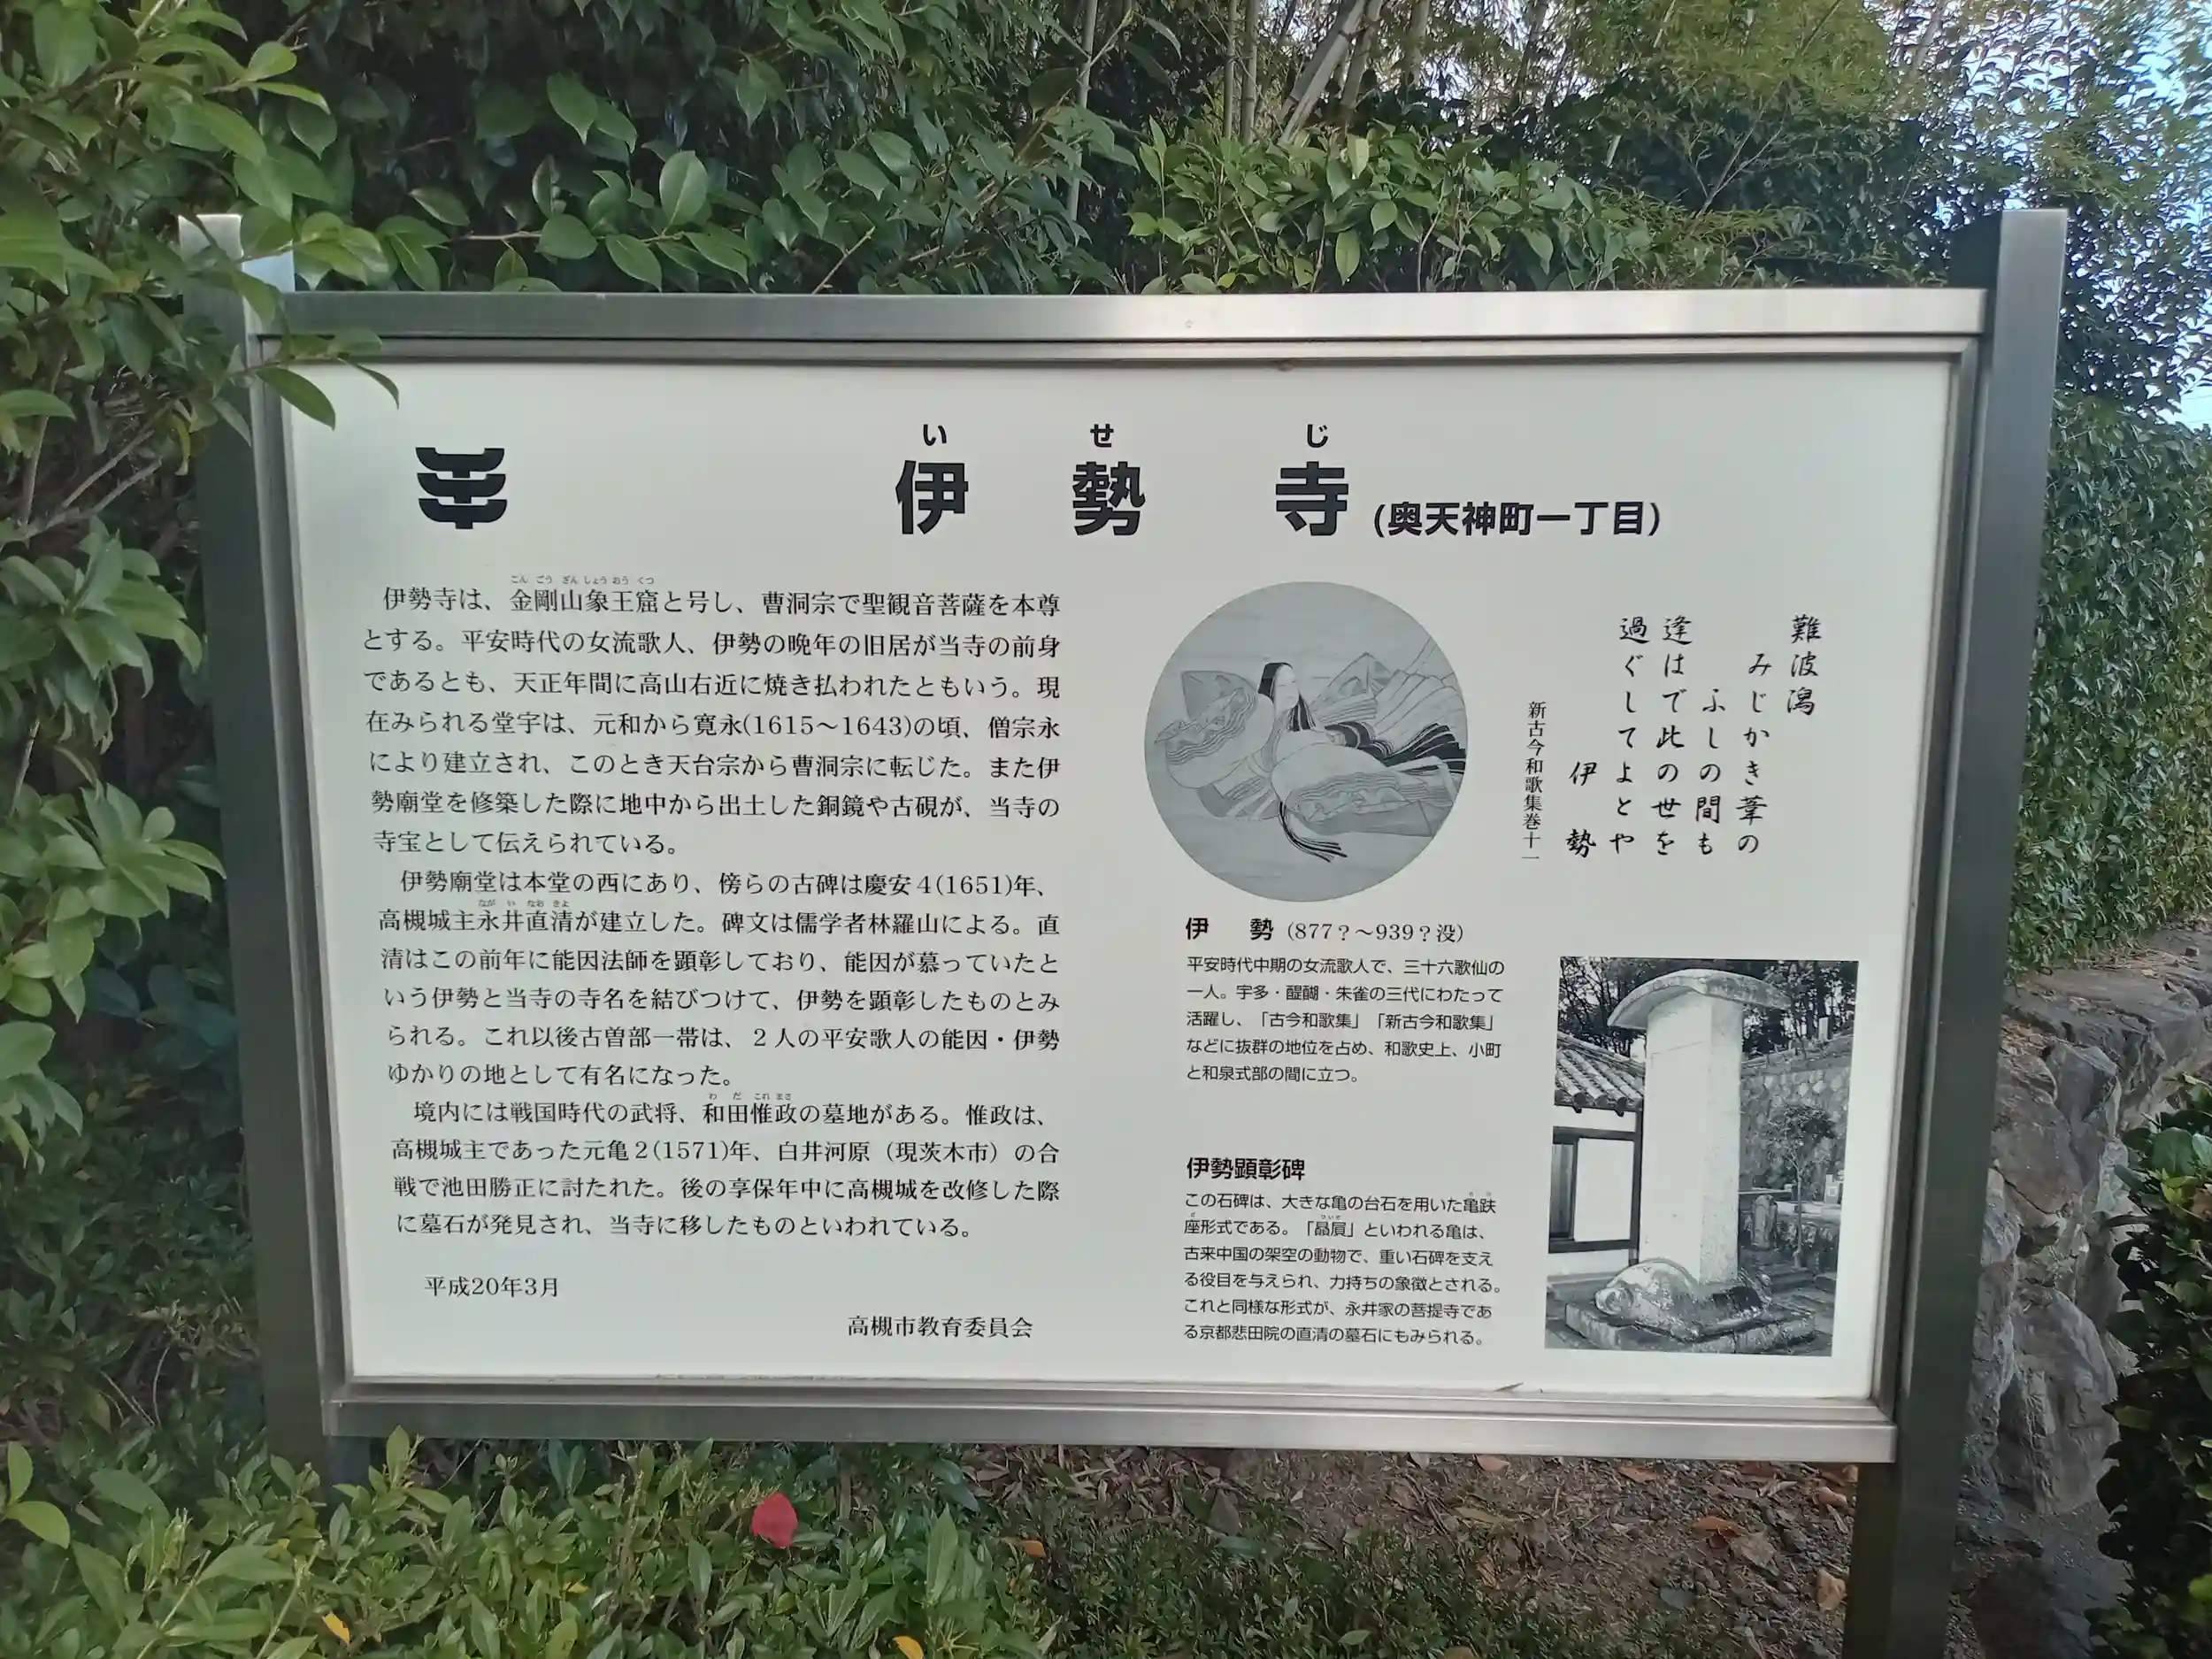 い せ じ
伊 勢 寺 (奥天神町一丁目)
こん ごう ざん しょう おう くつ
伊勢寺は、金剛山象王窟と号し、曹洞宗で聖観音菩薩を本尊
とする。平安時代の女流歌人、伊勢の晩年の旧居が当寺の前身
であるとも、天正年間に高山右近に焼き払われたともいう。現
在みられる堂宇は、元和から寛永(1615～1643)の頃、僧宗永
により建立され、このとき天台宗から曹洞宗に転じた。また伊
勢廟堂を修築した際に地中から出土した銅鏡や古硯が、当寺の
寺宝として伝えられている。
伊勢廟堂は本堂の西にあり、傍らの古碑は慶安4(1651)年、
なが い なお きよ
高槻城主永井直清が建立した。碑文は儒学者林羅山による。直
清はこの前年に能因法師を顕彰しており、能因が慕っていたと
いう伊勢と当寺の寺名を結びつけて、伊勢を顕彰したものとみ
られる。これ以後古曽部一帯は、2人の平安歌人の能因・伊勢
ゆかりの地として有名になった。
わ だ これ まさ
境内には戦国時代の武将、和田惟政の墓地がある。惟政は、
高槻城主であった元亀2(1571)年、白井河原（現茨木市）の合
戦で池田勝正に討たれた。後の享保年中に高槻城を改修した際
に墓石が発見され、当寺に移したものといわれている。
平成20年3月
高槻市教育委員会
難波潟
みじかき葦の
ふしの間も
逢はで此の世を
過ぐしてよとや
伊 勢
新古今和歌集巻十一
伊 勢 (877？～939？没)
平安時代中期の女流歌人で、三十六歌仙の
一人。宇多・醍醐・朱雀の三代にわたって
活躍し、「古今和歌集」「新古今和歌集」
などに抜群の地位を占め、和歌史上、小町
と和泉式部の間に立つ。
伊勢顕彰碑
この石碑は、大きな亀の台石を用いた亀趺
座形式である。「贔屓」といわれる亀は、
古来中国の架空の動物で、重い石碑を支え
る役目を与えられ、力持ちの象徴とされる。
これと同様な形式が、永井家の菩提寺であ
る京都悲田院の直清の墓石にもみられる。